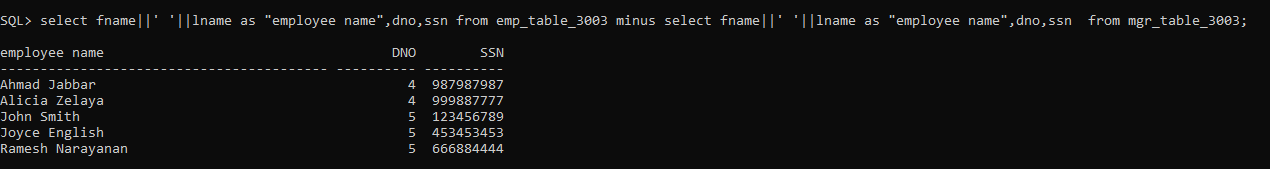 SQL> select fname||' '||lname as "employee name",dno,ssn from emp_table_3003 minus select fname||' '||lname as "employee name",dno,ssn  from mgr_table_3003;
employee name                                   DNO        SSN
----------------------------------------- ---------- ----------
Ahmad Jabbar                                      4  987987987
Alicia Zelaya                                     4  999887777
John Smith                                        5  123456789
Joyce English                                     5  453453453
Ramesh Narayanan                                  5  666884444